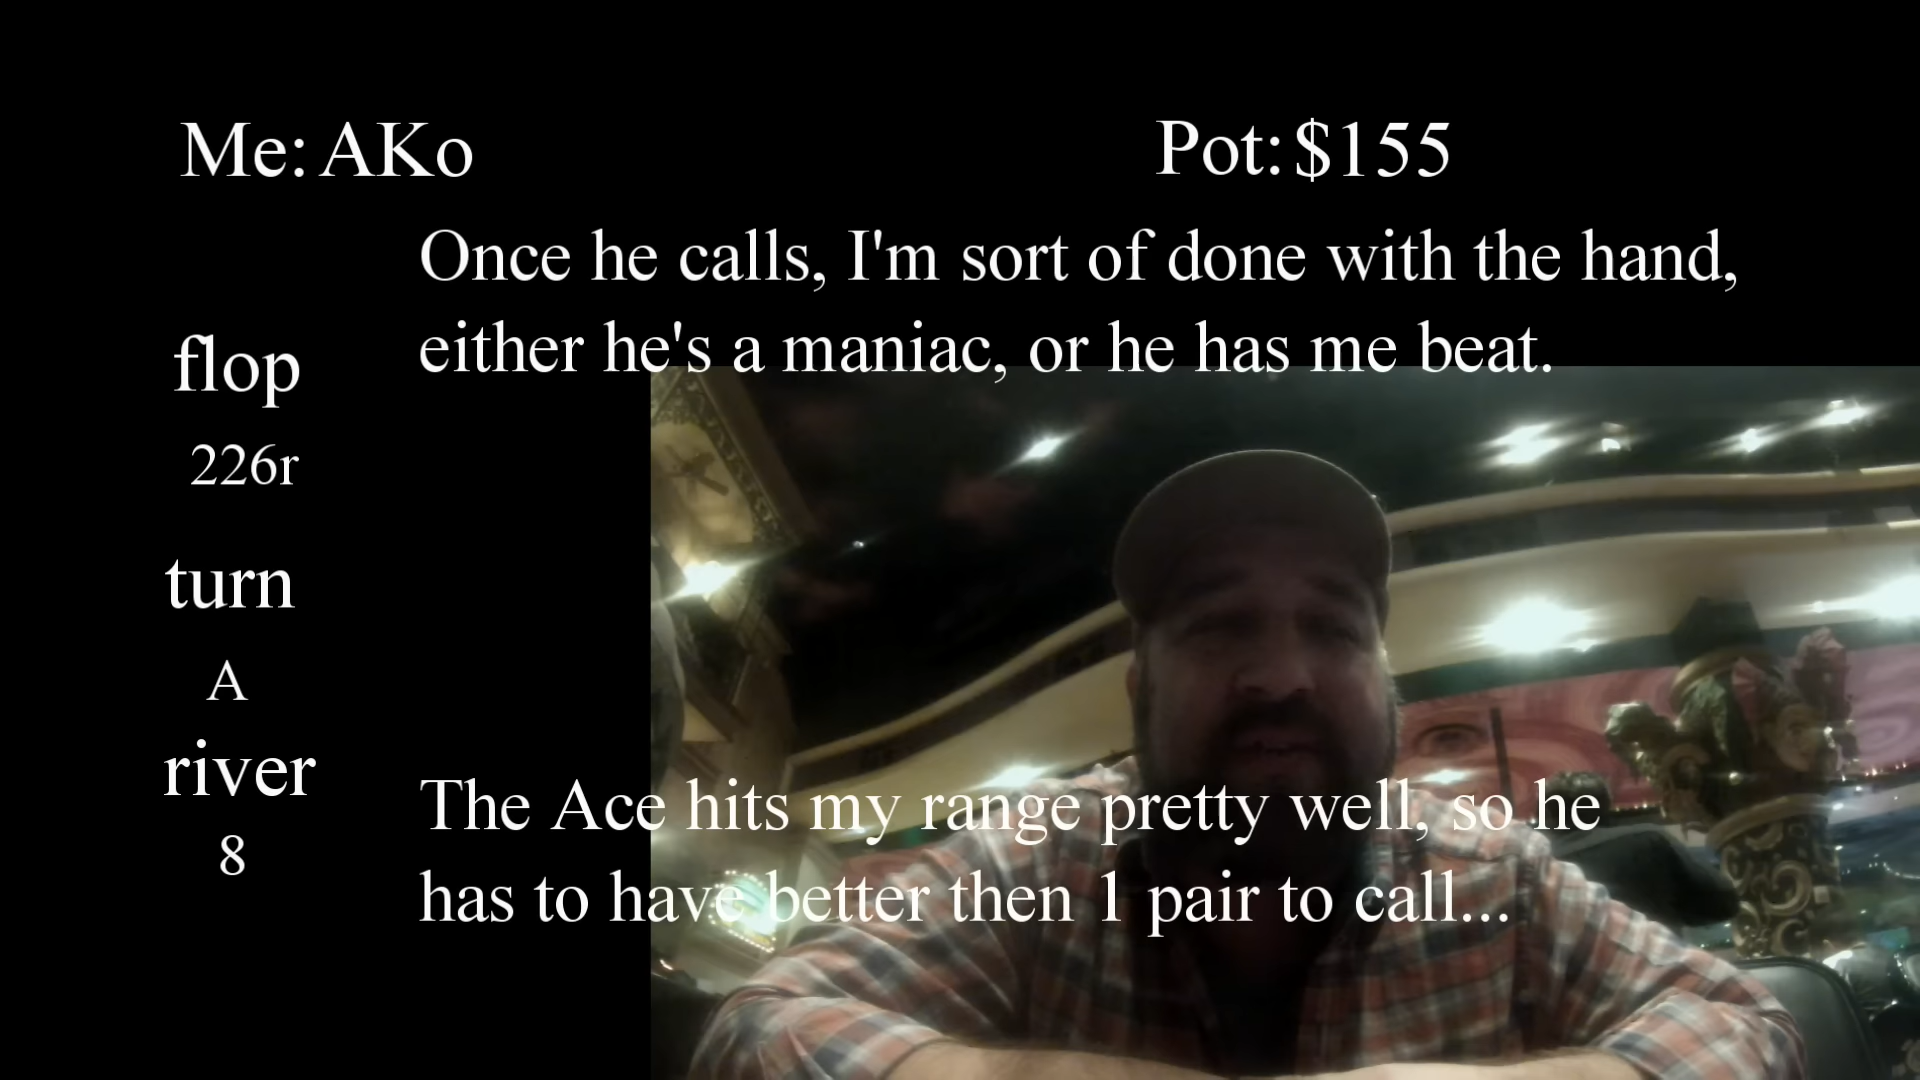 Me: AKo
Pot: $155
Once he calls, I'm sort of done with the hand,
either he's a maniac, or he has me beat.
flop
226r
turn
A
river
8
The Ace hits my range pretty well, so he
has to have better then 1 pair to call...